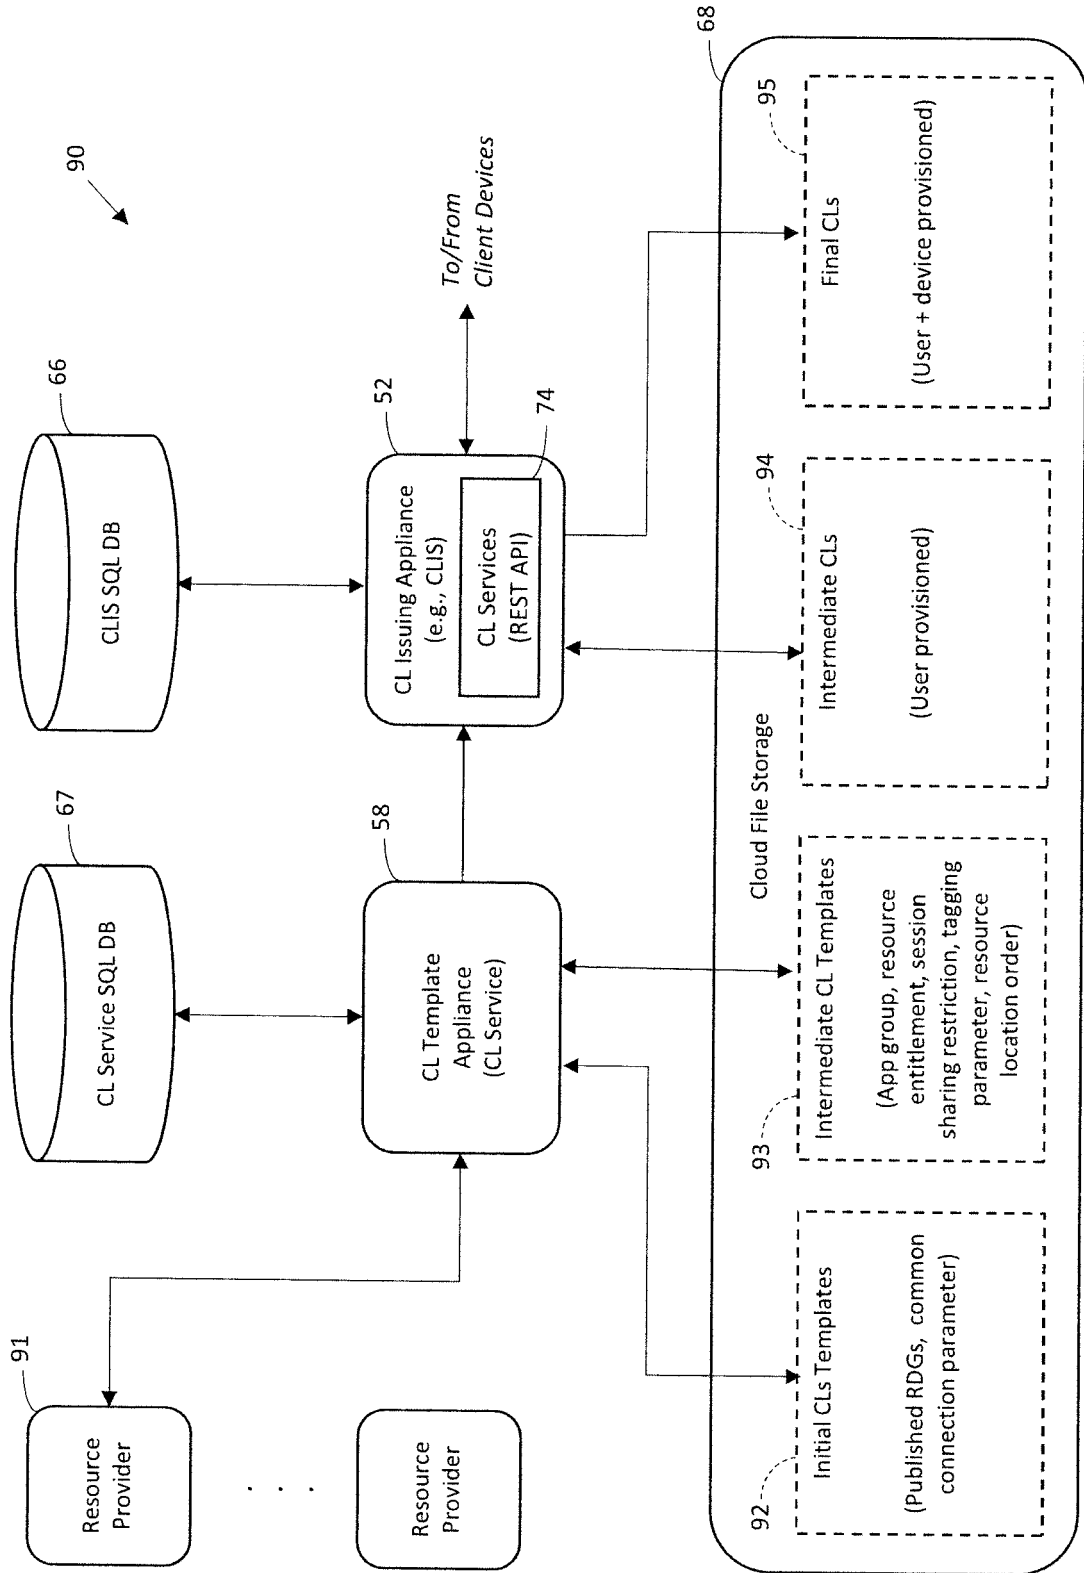 90
91
Resource
Provider
. . .
Resource
Provider
67
CL Service SQL DB
66
CLIS SQL DB
58
CL Template
Appliance
(CL Service)
52
CL Issuing Appliance
(e.g., CLIS)
74
CL Services
(REST API)
To/From
Client Devices
68
Cloud File Storage
92
Initial CLs Templates
(Published RDGs, common
connection parameter)
93
Intermediate CL Templates
(App group, resource
entitlement, session
sharing restriction, tagging
parameter, resource
location order)
94
Intermediate CLs
(User provisioned)
95
Final CLs
(User + device provisioned)